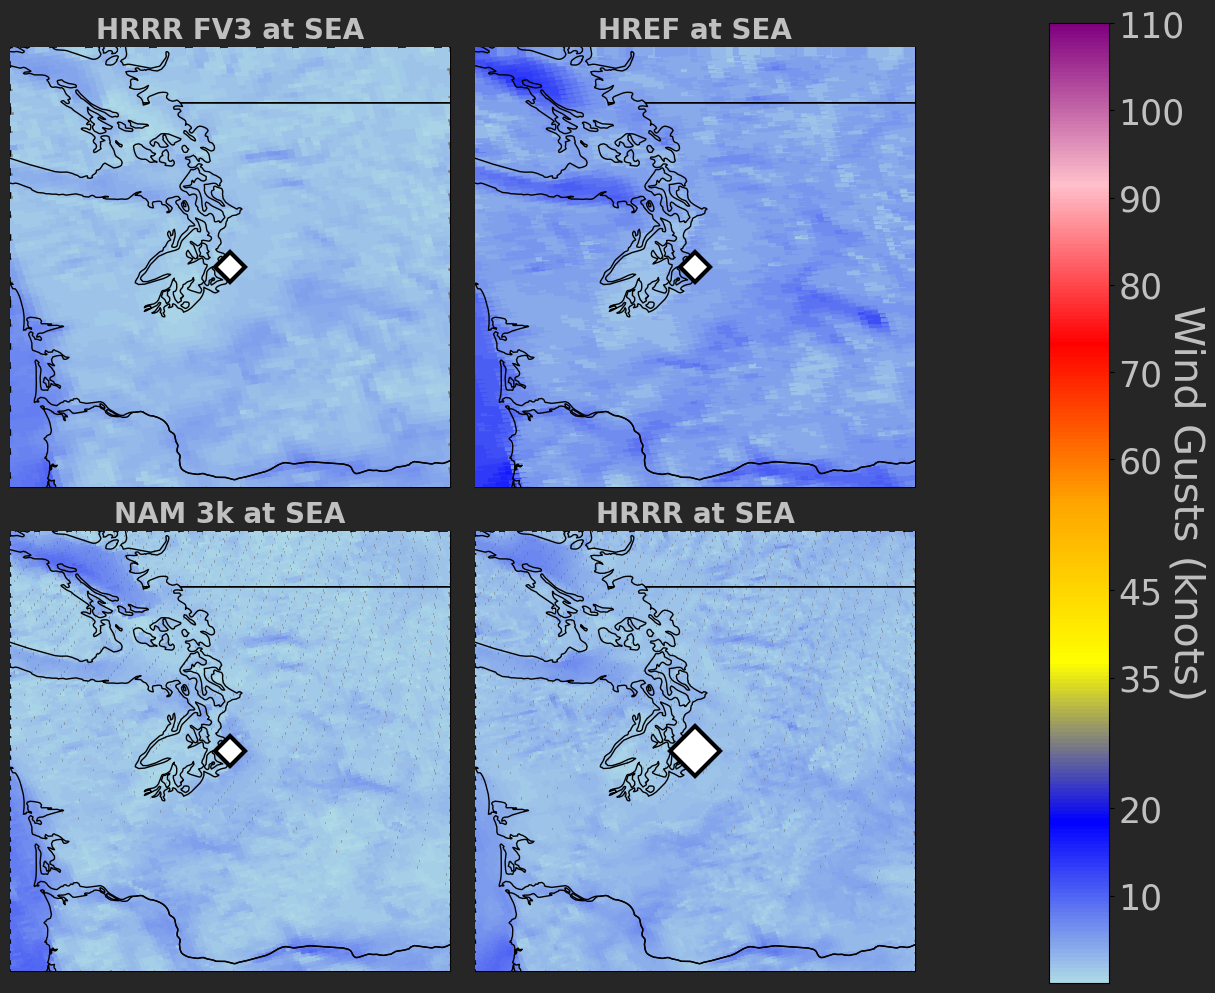 HRRR FV3 at SEA
HREF at SEA
NAM 3k at SEA
HRRR at SEA
110
100
90
80
70
60
45
35
20
10
Wind Gusts (knots)